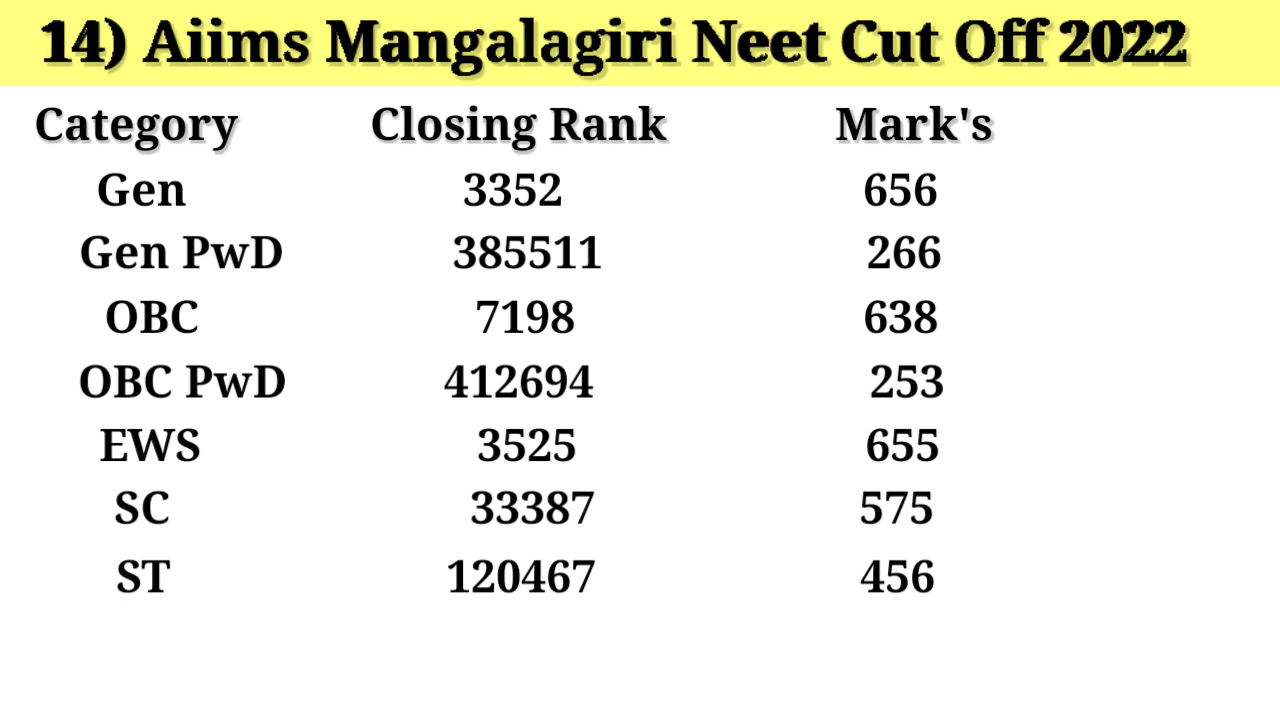 14) Aiims Mangalagiri Neet Cut Off 2022
Category Closing Rank Mark's
Gen 3352 656
Gen PwD 385511 266
OBC 7198 638
OBC PwD 412694 253
EWS 3525 655
SC 33387 575
ST 120467 456